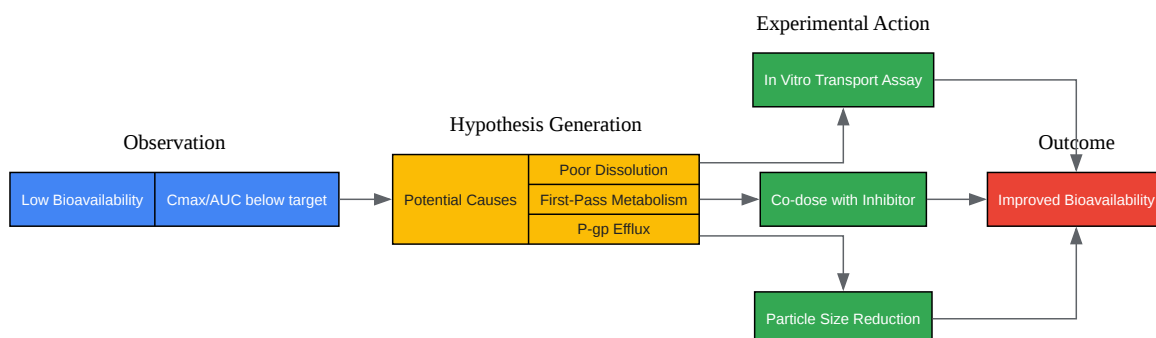 Experimental Action
In Vitro Transport Assay
Observation
Hypothesis Generation
Outcome
Low Bioavailability
Cmax/AUC below target
Potential Causes
Poor Dissolution
First-Pass Metabolism
P-gp Efflux
Co-dose with Inhibitor
Improved Bioavailability
Particle Size Reduction